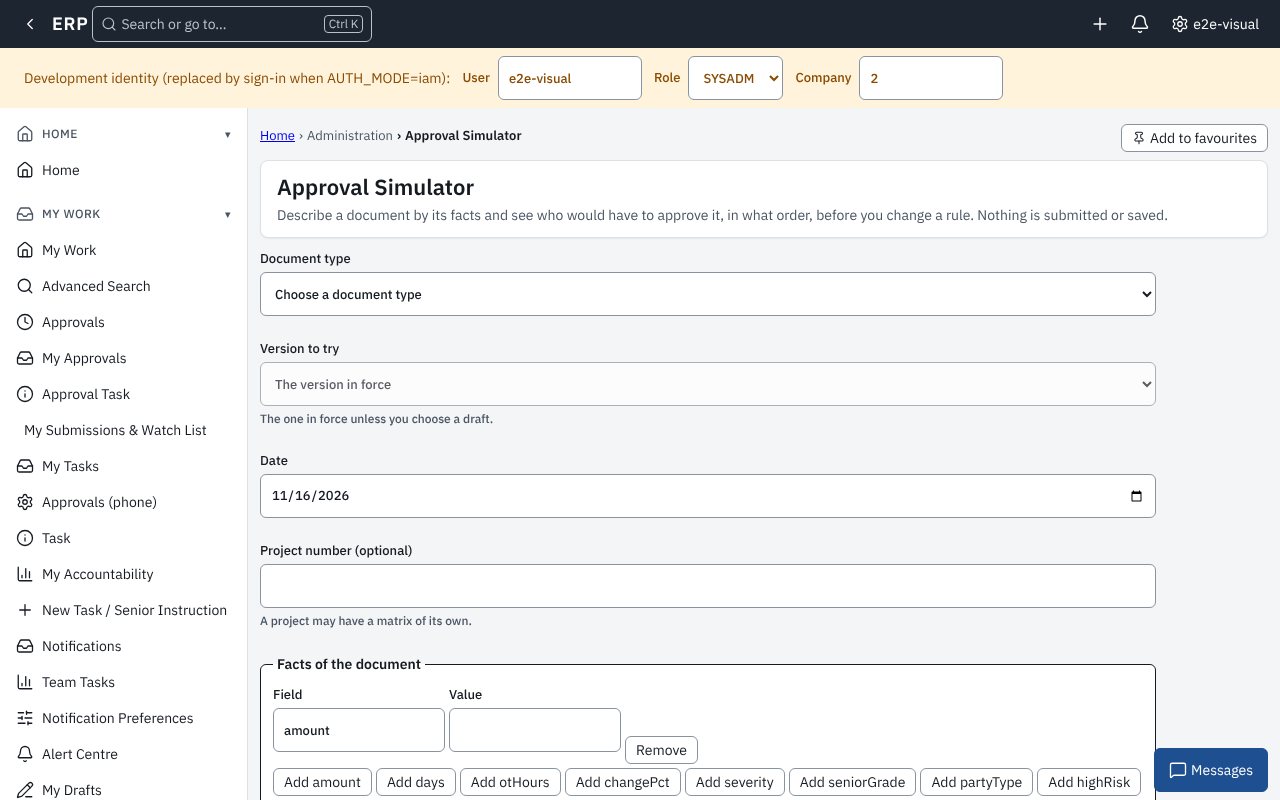 ERP
Search or go to...
Ctrl K
e2e-visual
Development identity (replaced by sign-in when AUTH_MODE=iam):
User
e2e-visual
Role
SYSADM
Company
2
HOME
Home
MY WORK
My Work
Advanced Search
Approvals
My Approvals
Approval Task
My Submissions & Watch List
My Tasks
Approvals (phone)
Task
My Accountability
New Task / Senior Instruction
Notifications
Team Tasks
Notification Preferences
Alert Centre
My Drafts
Home › Administration › Approval Simulator
Add to favourites
Approval Simulator
Describe a document by its facts and see who would have to approve it, in what order, before you change a rule. Nothing is submitted or saved.
Document type
Choose a document type
Version to try
The version in force
The one in force unless you choose a draft.
Date
11/16/2026
Project number (optional)
A project may have a matrix of its own.
Facts of the document
Field
Value
amount
Remove
Add amount
Add days
Add otHours
Add changePct
Add severity
Add seniorGrade
Add partyType
Add highRisk
Messages